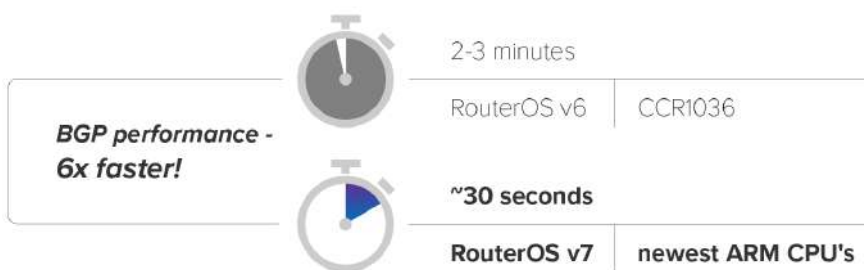 2-3 minutes
RouterOS v6 CCR1036
BGP performance -
6x faster!
~30 seconds
RouterOS v7 newest ARM CPU's